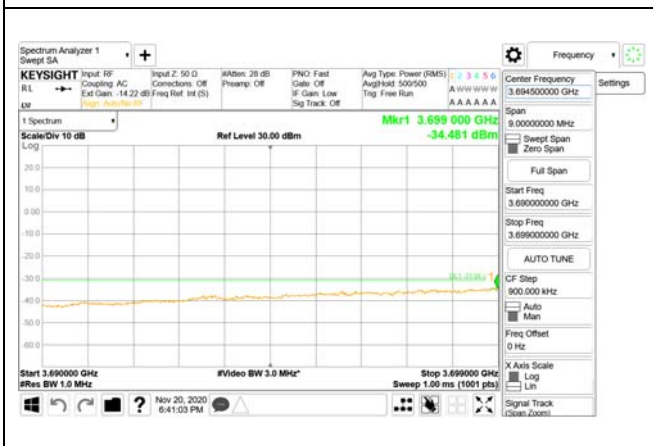 Spectrum Analyzer 1
Swept SA
Frequency
KEYSIGHT
RL
Input: RF
Coupling: AC
Ext Gain: -14.22 dB
Align: Auto/No RF
Input Z: 50 Ω
Corrections: Off
Freq Ref: Int (S)
#Atten: 28 dB
Preamp: Off
PNO: Fast
Gate: Off
IF Gain: Low
Sig Track: Off
Avg Type: Power (RMS)
Avg|Hold: 500/500
Trig: Free Run
1 2 3 4 5 6
A W W W W W
A A A A A A
1 Spectrum
Scale/Div 10 dB
Log
Ref Level 30.00 dBm
Mkr1 3.699 000 GHz
-34.481 dBm
20.0
10.0
0.00
-10.0
-20.0
-30.0
-40.0
-50.0
-60.0
1
Start 3.690000 GHz
#Res BW 1.0 MHz
#Video BW 3.0 MHz*
Stop 3.699000 GHz
Sweep 1.00 ms (1001 pts)
?
Nov 20, 2020
6:41:03 PM
Center Frequency
3.694500000 GHz
Settings
Span
9.00000000 MHz
Swept Span
Zero Span
Full Span
Start Freq
3.690000000 GHz
Stop Freq
3.699000000 GHz
AUTO TUNE
CF Step
900.000 kHz
Auto
Man
Freq Offset
0 Hz
X Axis Scale
Log
Lin
Signal Track
(Span Zoom)